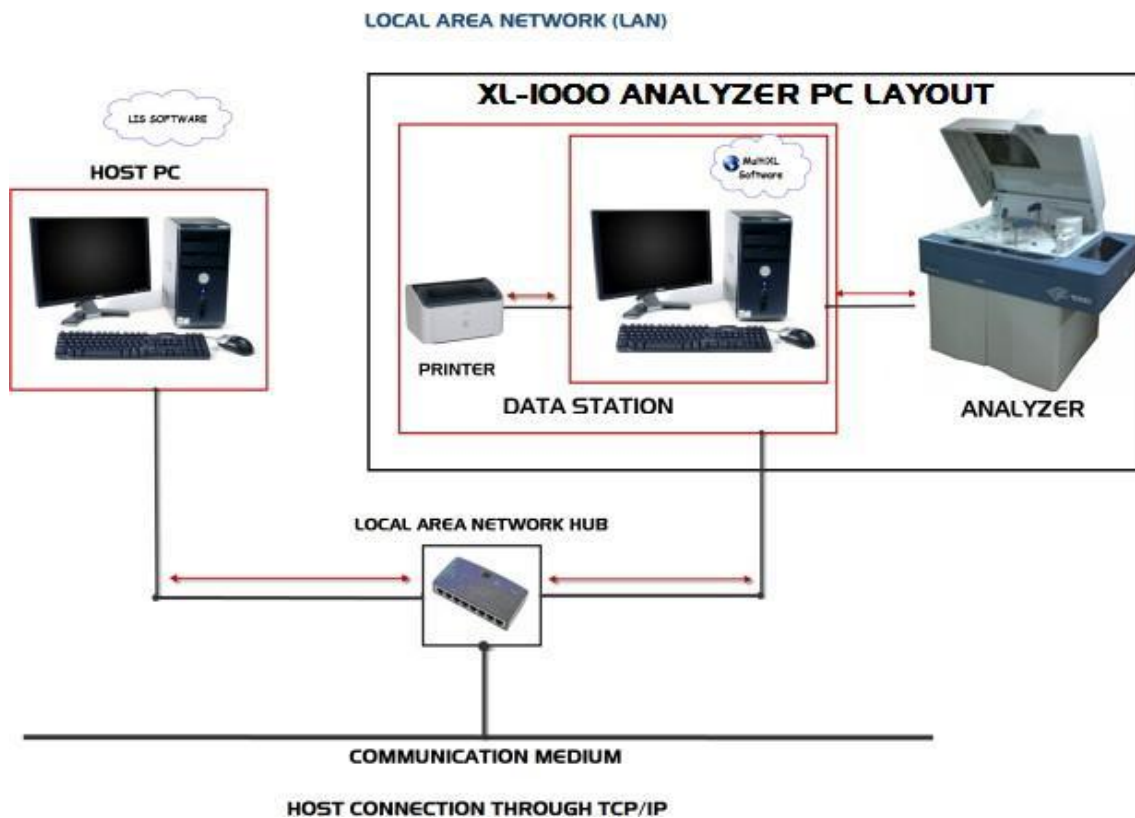 LOCAL AREA NETWORK (LAN)
XL-1000 ANALYZER PC LAYOUT
LIS SOFTWARE
HOST PC
MultiXL
Software
PRINTER
DATA STATION
ANALYZER
LOCAL AREA NETWORK HUB
COMMUNICATION MEDIUM
HOST CONNECTION THROUGH TCP/IP